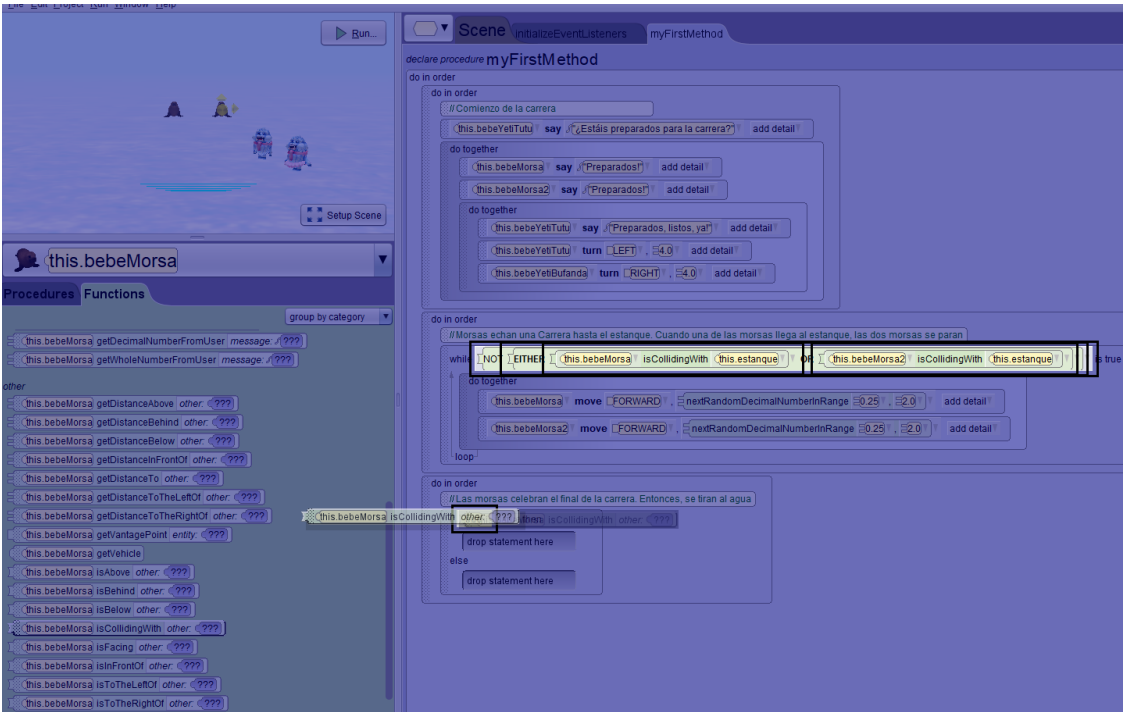 File Edit Project Run Window Help
Run...
Setup Scene
this.bebeMorsa
Procedures Functions
group by category
this.bebeMorsa getDecimalNumberFromUser message: ???
this.bebeMorsa getWholeNumberFromUser message: ???
other
this.bebeMorsa getDistanceAbove other: ???
this.bebeMorsa getDistanceBehind other: ???
this.bebeMorsa getDistanceBelow other: ???
this.bebeMorsa getDistanceInFrontOf other: ???
this.bebeMorsa getDistanceTo other: ???
this.bebeMorsa getDistanceToTheLeftOf other: ???
this.bebeMorsa getDistanceToTheRightOf other: ???
this.bebeMorsa getVantagePoint entity: ???
this.bebeMorsa getVehicle
this.bebeMorsa isAbove other: ???
this.bebeMorsa isBehind other: ???
this.bebeMorsa isBelow other: ???
this.bebeMorsa isCollidingWith other: ???
this.bebeMorsa isFacing other: ???
this.bebeMorsa isInFrontOf other: ???
this.bebeMorsa isToTheLeftOf other: ???
this.bebeMorsa isToTheRightOf other: ???
Scene initializeEventListeners myFirstMethod
declare procedure myFirstMethod
do in order
do in order
//Comienzo de la carrera
this.bebeYetiTutu say "¿Estáis preparados para la carrera?" add detail
do together
this.bebeMorsa say "Preparados!" add detail
this.bebeMorsa2 say "Preparados!" add detail
do together
this.bebeYetiTutu say "Preparados, listos, ya!" add detail
this.bebeYetiTutu turn LEFT, 4.0 add detail
this.bebeYetiBufanda turn RIGHT, 4.0 add detail
do in order
//Morsas echan una Carrera hasta el estanque. Cuando una de las morsas llega al estanque, las dos morsas se paran
while NOT EITHER this.bebeMorsa isCollidingWith this.estanque OR this.bebeMorsa2 isCollidingWith this.estanque is true
do together
this.bebeMorsa move FORWARD, nextRandomDecimalNumberInRange 0.25, 2.0 add detail
this.bebeMorsa2 move FORWARD, nextRandomDecimalNumberInRange 0.25, 2.0 add detail
loop
do in order
//Las morsas celebran el final de la carrera. Entonces, se tiran al agua
this.bebeMorsa isCollidingWith other: ??? then isCollidingWith other: ???
drop statement here
else
drop statement here